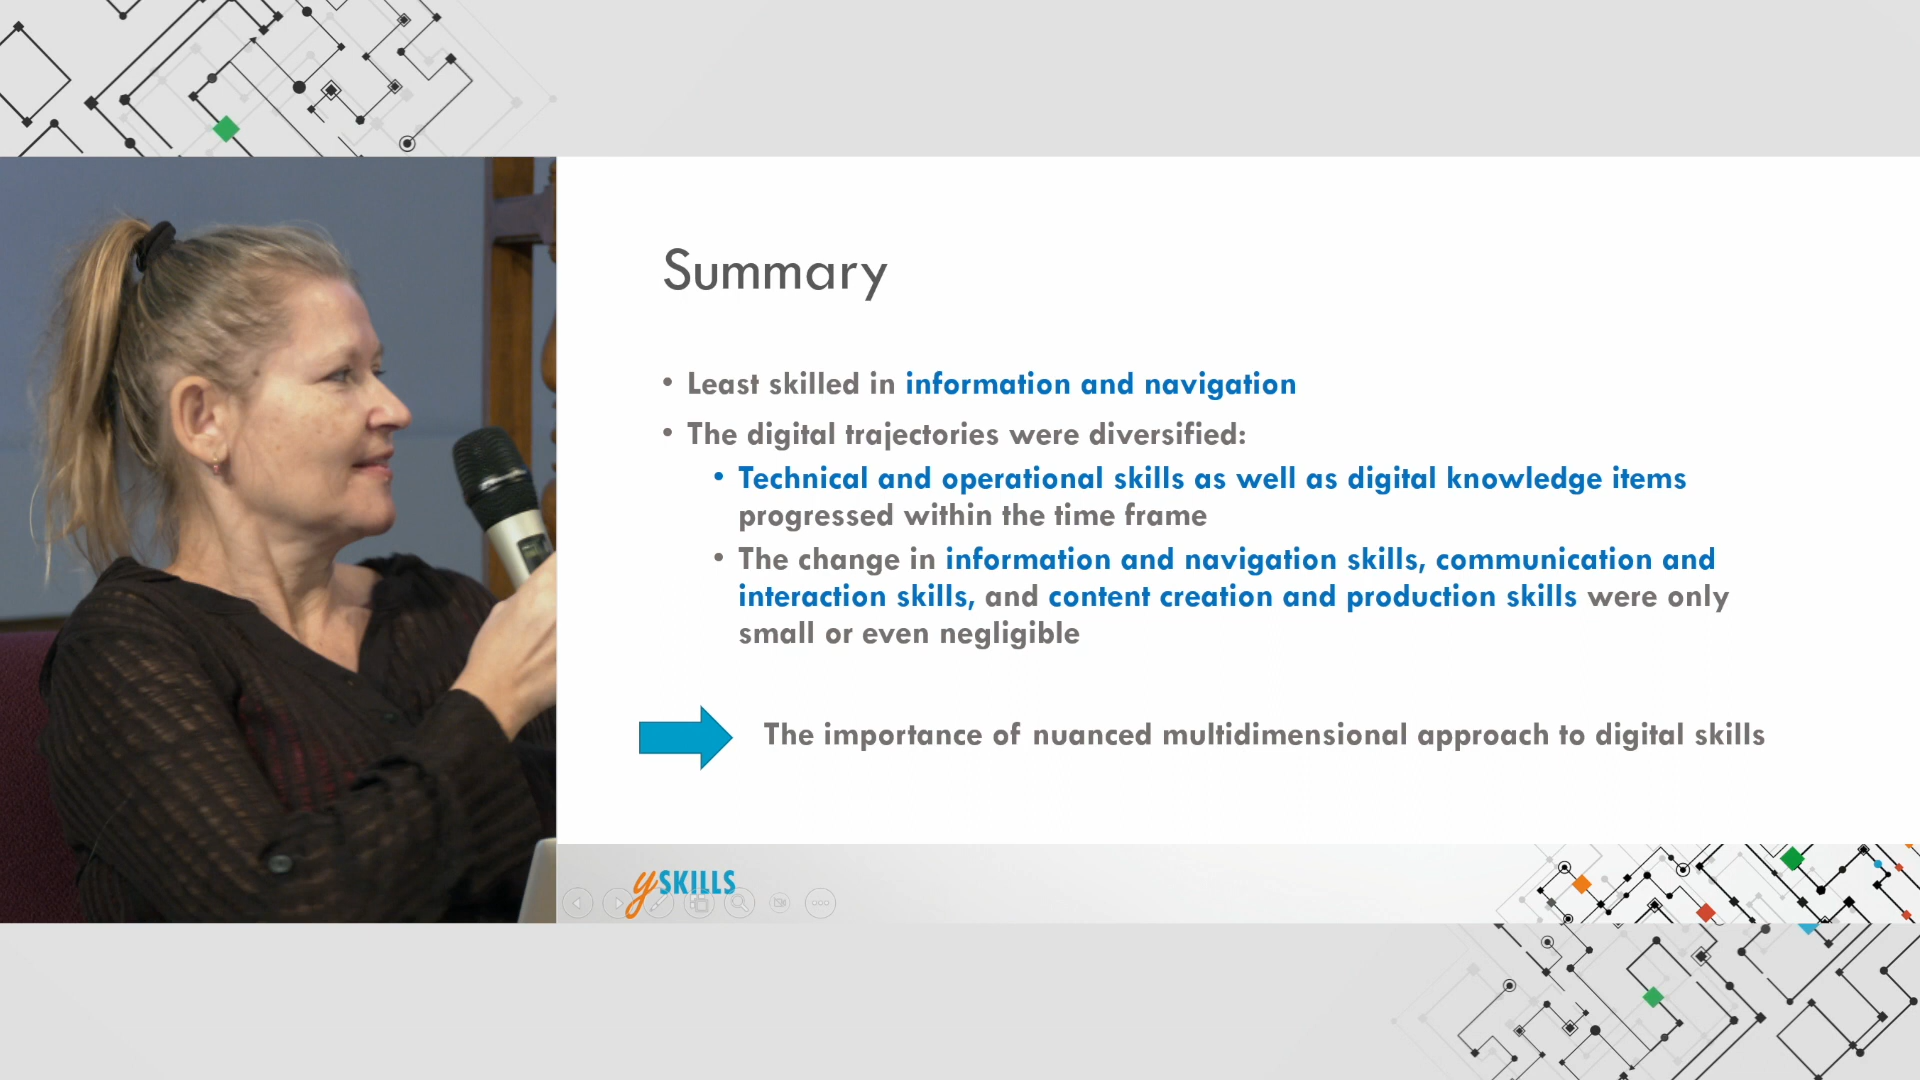 Summary
• Least skilled in information and navigation
• The digital trajectories were diversified:
• Technical and operational skills as well as digital knowledge items
progressed within the time frame
• The change in information and navigation skills, communication and
interaction skills, and content creation and production skills were only
small or even negligible
The importance of nuanced multidimensional approach to digital skills
ySKILLS